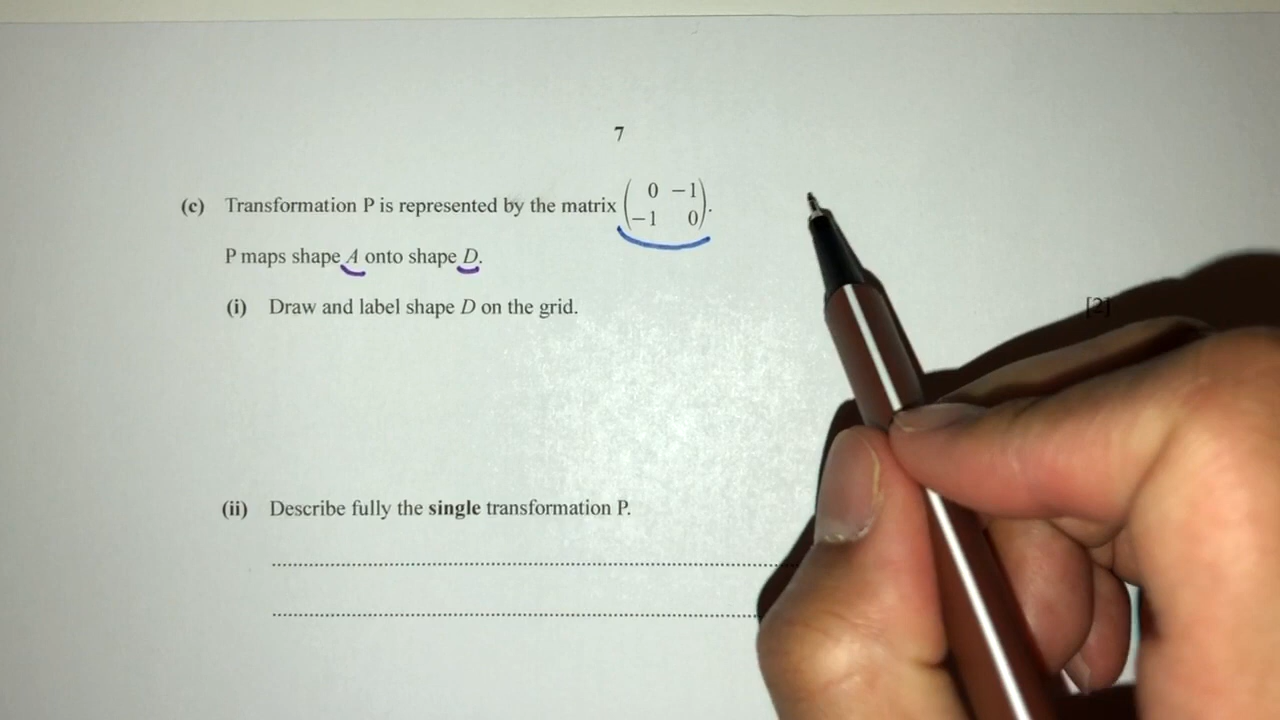 7
(c) Transformation P is represented by the matrix
( 0 −1
−1 0 ).
P maps shape A onto shape D.
(i) Draw and label shape D on the grid. [2]
(ii) Describe fully the single transformation P.